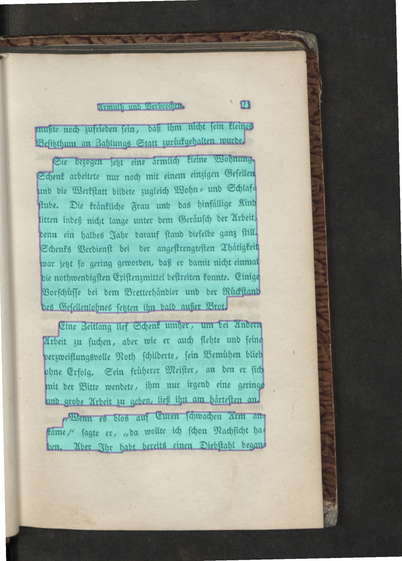 Armuth und Verbrechen.
mußte noch zufrieden sein, daß ihm nicht sein kleines
Besitzthum an Zahlungs Statt zurückgehalten wurde.
Sie bezogen jetzt eine ärmlich kleine Wohnung.
Schenk arbeitete nur noch mit einem einzigen Gesellen
und die Werkstatt bildete zugleich Wohn- und Schlaf-
stube. Die kränkliche Frau und das hinfällige Kind
litten indeß nicht lange unter dem Geräusch der Arbeit,
denn ein halbes Jahr darauf stand dieselbe ganz still.
Schenks Verdienst bei der angestrengtesten Thätigkeit
war jetzt so gering geworden, daß er damit nicht einmal
die nothwendigsten Existenzmittel bestreiten konnte. Einige
Vorschüsse bei dem Bretterhändler und der Rückstand
des Gesellenlohnes setzten ihn bald außer Brot.
Eine Zeitlang lief Schenk umher, um bei Andern
Arbeit zu suchen, aber wie er auch flehte und seine
verzweiflungsvolle Noth schilderte, sein Bemühen blieb
ohne Erfolg. Sein früherer Meister, an den er sich
mit der Bitte wendete, ihm nur irgend eine geringe
und grobe Arbeit zu geben, ließ ihn am härtesten an.
„Wenn es blos auf Euren schwachen Arm an-
käme,“ sagte er, „da wollte ich schon Nachsicht ha-
ben. Aber Ihr habt bereits einen Diebstahl began-